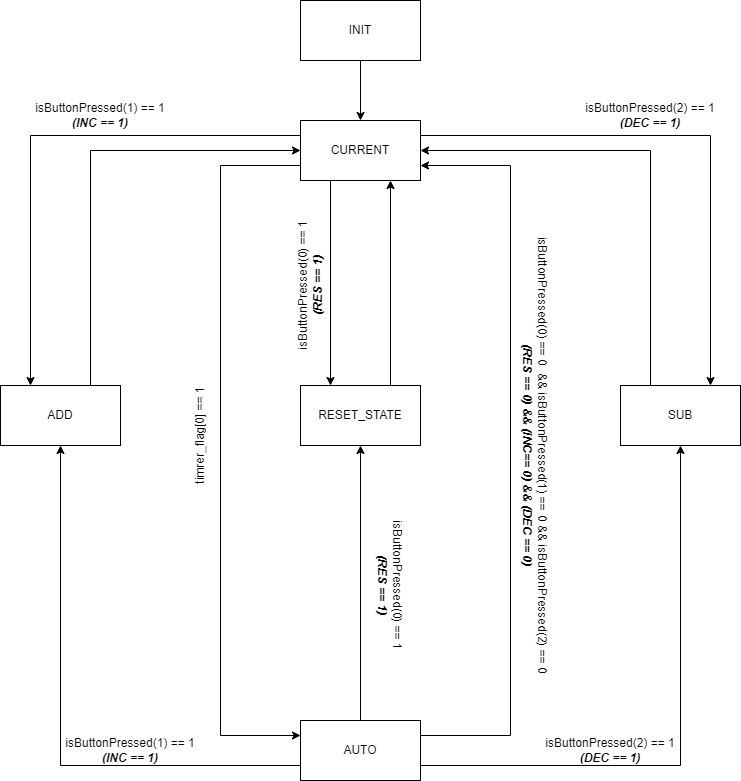 INIT
isButtonPressed(1) == 1
(INC == 1)
isButtonPressed(2) == 1
(DEC == 1)
CURRENT
isButtonPressed(0) == 1
(RES == 1)
isButtonPressed(0) == 0 && isButtonPressed(1) == 0 && isButtonPressed(2) == 0
(RES == 0) && (INC== 0) && (DEC == 0)
timrer_flag[0] == 1
ADD
RESET_STATE
SUB
isButtonPressed(0) == 1
(RES == 1)
isButtonPressed(1) == 1
(INC == 1)
AUTO
isButtonPressed(2) == 1
(DEC == 1)